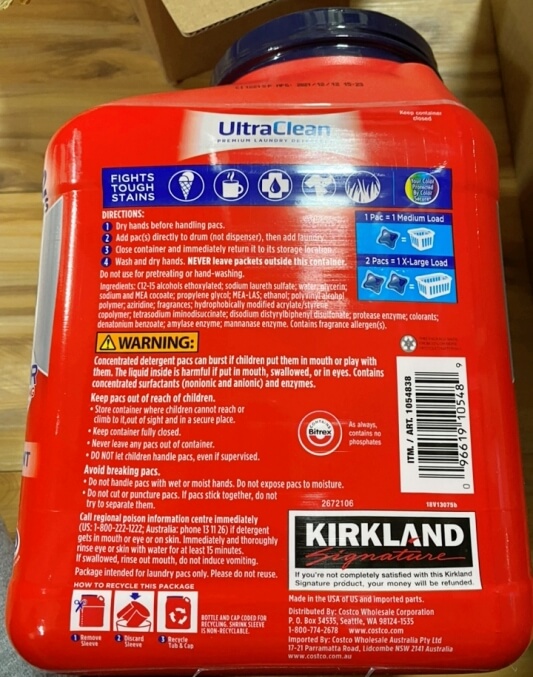 Keep container
closed
UltraClean
PREMIUM LAUNDRY
FIGHTS
TOUGH
STAINS
Your Color
Protected
By Color
Secure
DIRECTIONS:
1 Dry hands before handling pacs.
2 Add pac(s) directly to drum (not dispenser), then add laundry.
3 Close container and immediately return it to its storage location.
4 Wash and dry hands. NEVER leave packets outside this container.
Do not use for pretreating or hand-washing.
1 Pac = 1 Medium Load
=
2 Pacs = 1 X-Large Load
=
Ingredients: C12-15 alcohols ethoxylated; sodium laureth sulfate; water; glycerin;
sodium and MEA cocoate; propylene glycol; MEA-LAS; ethanol; polyvinyl alcohol
polymer; aziridine; fragrances; hydrophobically modified acrylate/styrene
copolymer; tetrasodium iminodisuccinate; disodium distyrylbiphenyl disulfonate; protease enzyme; colorants;
denatonium benzoate; amylase enzyme; mannanase enzyme. Contains fragrance allergen(s).
WARNING:
Concentrated detergent pacs can burst if children put them in mouth or play with
them. The liquid inside is harmful if put in mouth, swallowed, or in eyes. Contains
concentrated surfactants (nonionic and anionic) and enzymes.
Keep pacs out of reach of children.
• Store container where children cannot reach or
climb to it, out of sight and in a secure place.
• Keep container fully closed.
• Never leave any pacs out of container.
• DO NOT let children handle pacs, even if supervised.
Avoid breaking pacs.
• Do not handle pacs with wet or moist hands. Do not expose pacs to moisture.
• Do not cut or puncture pacs. If pacs stick together, do not
try to separate them.
Bitrex
As always,
contains no
phosphates
ITM. / ART. 1054838
0 96619 10548 9
2672106
Call regional poison information centre immediately
(US: 1-800-222-1222; Australia: phone 13 11 26) if detergent
gets in mouth or eye or on skin. Immediately and thoroughly
rinse eye or skin with water for at least 15 minutes.
If swallowed, rinse out mouth, do not induce vomiting.
Package intended for laundry pacs only. Please do not reuse.
HOW TO RECYCLE THIS PACKAGE
1 Remove
Sleeve
2 Discard
Sleeve
3 Recycle
Tub & Cap
BOTTLE AND CAP CODED FOR
RECYCLING. SHRINK SLEEVE
IS NON-RECYCLABLE.
KIRKLAND
Signature
If you're not completely satisfied with this Kirkland
Signature product, your money will be refunded.
Made in the USA of US and imported parts.
Distributed By: Costco Wholesale Corporation
P. O. Box 34535, Seattle, WA 98124-1535
1-800-774-2678 www.costco.com
Imported By: Costco Wholesale Australia Pty Ltd
17-21 Parramatta Road, Lidcombe NSW 2141 Australia
www.costco.com.au